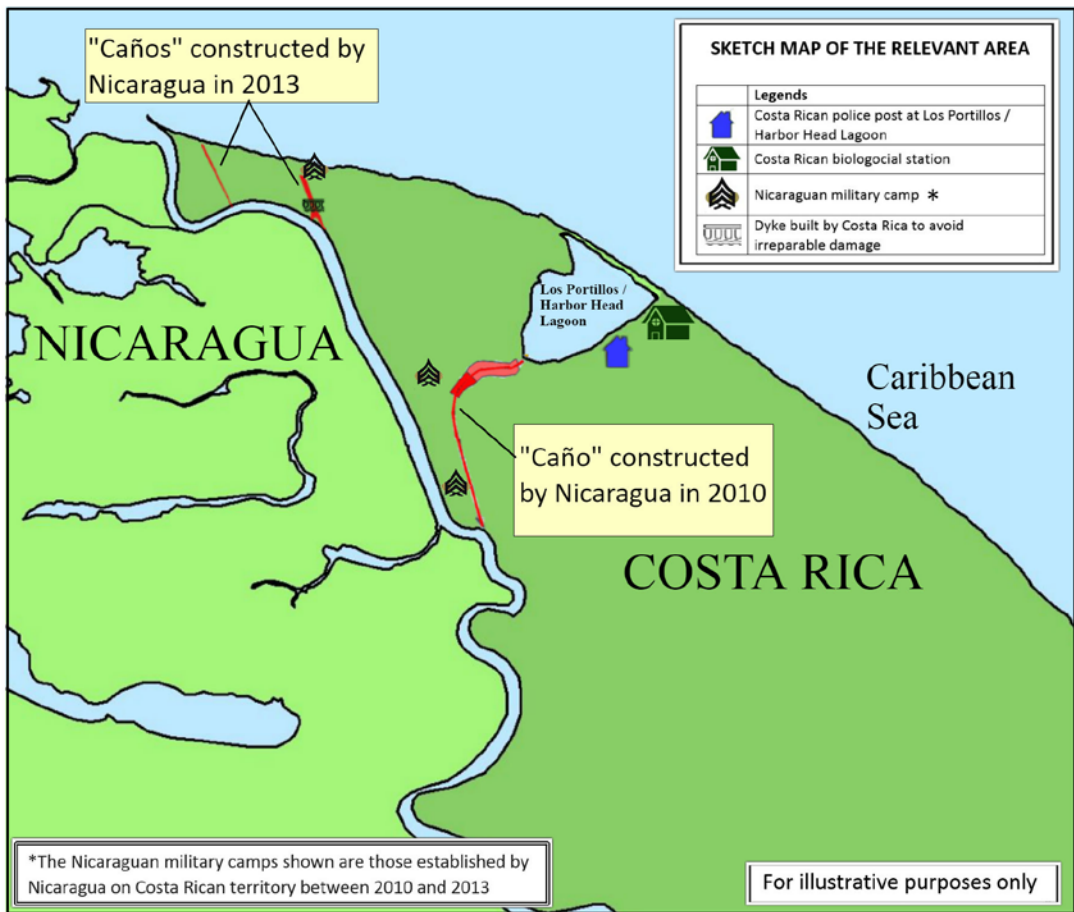 "Caños" constructed by
Nicaragua in 2013
SKETCH MAP OF THE RELEVANT AREA
Legends
Costa Rican police post at Los Portillos /
Harbor Head Lagoon
Costa Rican biologocial station
Nicaraguan military camp *
Dyke built by Costa Rica to avoid
irreparable damage
Los Portillos /
Harbor Head
Lagoon
NICARAGUA
Caribbean
Sea
"Caño" constructed
by Nicaragua in 2010
COSTA RICA
*The Nicaraguan military camps shown are those established by
Nicaragua on Costa Rican territory between 2010 and 2013
For illustrative purposes only